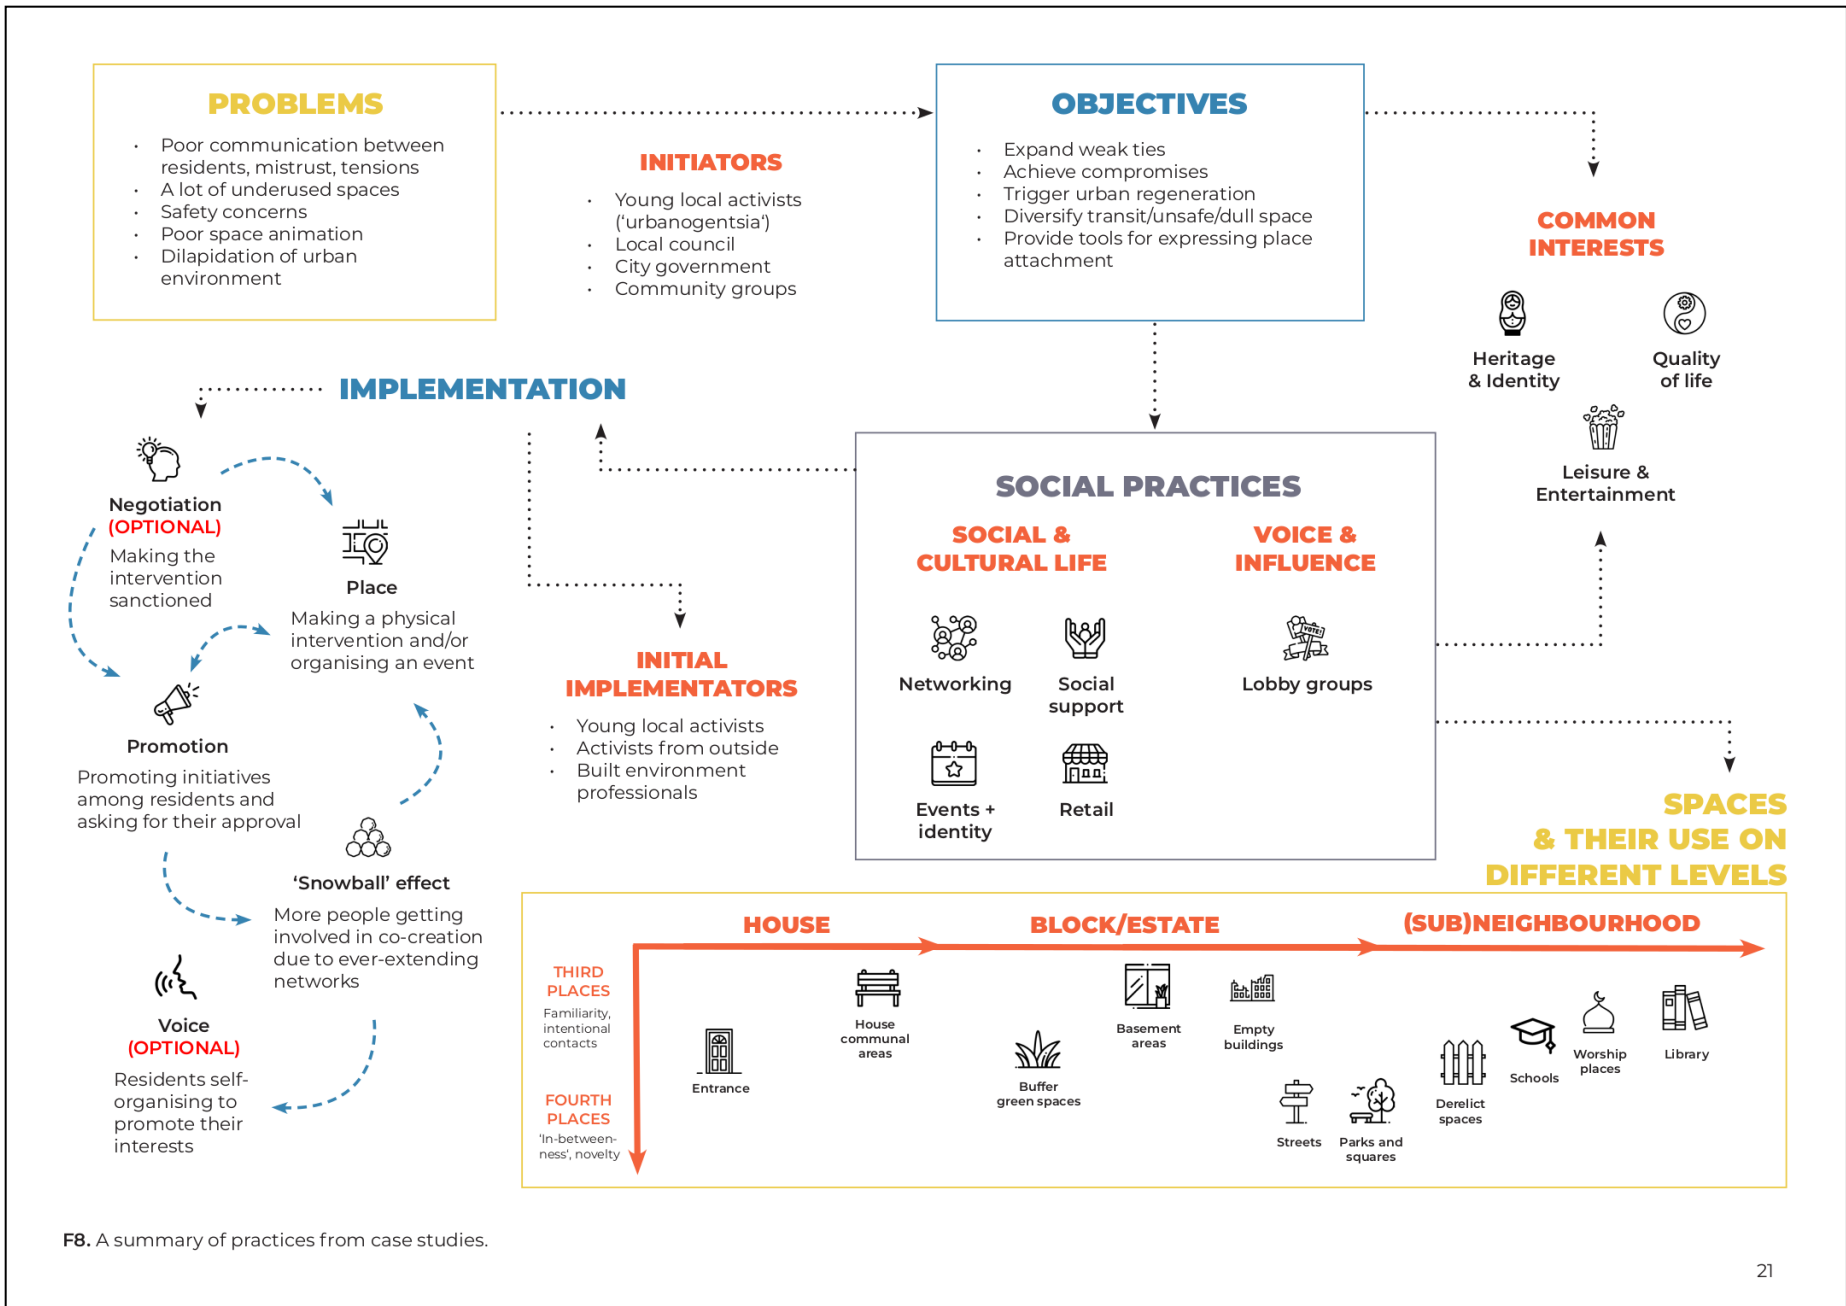 PROBLEMS
• Poor communication between
residents, mistrust, tensions
• A lot of underused spaces
• Safety concerns
• Poor space animation
• Dilapidation of urban
environment
INITIATORS
• Young local activists
(‘urbanogentsia‘)
• Local council
• City government
• Community groups
OBJECTIVES
• Expand weak ties
• Achieve compromises
• Trigger urban regeneration
• Diversify transit/unsafe/dull space
• Provide tools for expressing place
attachment
COMMON
INTERESTS
Heritage
& Identity
Quality
of life
Leisure &
Entertainment
IMPLEMENTATION
Negotiation
(OPTIONAL)
Making the
intervention
sanctioned
Place
Making a physical
intervention and/or
organising an event
Promotion
Promoting initiatives
among residents and
asking for their approval
‘Snowball’ effect
More people getting
involved in co-creation
due to ever-extending
networks
Voice
(OPTIONAL)
Residents self-
organising to
promote their
interests
INITIAL
IMPLEMENTATORS
• Young local activists
• Activists from outside
• Built environment
professionals
SOCIAL PRACTICES
SOCIAL &
CULTURAL LIFE
Networking
Social
support
Events +
identity
Retail
VOICE &
INFLUENCE
VOTE!
Lobby groups
SPACES
& THEIR USE ON
DIFFERENT LEVELS
HOUSE
BLOCK/ESTATE
(SUB)NEIGHBOURHOOD
THIRD
PLACES
Familiarity,
intentional
contacts
FOURTH
PLACES
‘In-between-
ness‘, novelty
Entrance
House
communal
areas
Buffer
green spaces
Basement
areas
Empty
buildings
Streets
Parks and
squares
Derelict
spaces
Schools
Worship
places
Library
F8. A summary of practices from case studies.
21